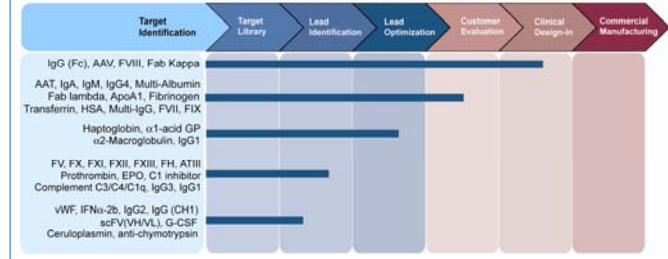 Target Identification
Target Library
Lead Identification
Lead Optimization
Customer Evaluation
Clinical Design-in
Commercial Manufacturing
IgG (Fc), AAV, FVIII, Fab Kappa
AAT, IgA, IgM, IgG4, Multi-Albumin
Fab lambda, ApoA1, Fibrinogen
Transferrin, HSA, Multi-IgG, FVII, FIX
Haptoglobin, α1-acid GP
α2-Macroglobulin, IgG1
FV, FX, FXI, FXII, FXIII, FH, ATIII
Prothrombin, EPO, C1 inhibitor
Complement C3/C4/C1q, IgG3, IgG1
vWF, IFNα-2b, IgG2, IgG (CH1)
scFV(VH/VL), G-CSF
Ceruloplasmin, anti-chymotrypsin